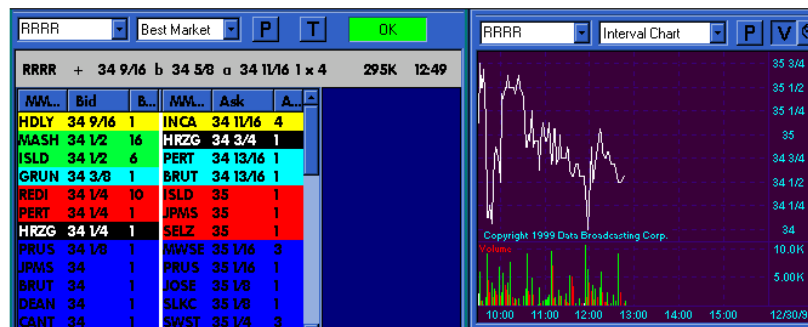 RRRR Best Market P T OK
RRRR + 34 9/16 b 34 5/8 a 34 11/16 1 x 4 295K 12:49
MM... Bid B... MM... Ask A...
HDLY 34 9/16 1 INCA 34 11/16 4
MASH 34 1/2 16 HRZG 34 3/4 1
ISLD 34 1/2 6 PERT 34 13/16 1
GRUN 34 3/8 1 BRUT 34 13/16 1
REDI 34 1/4 10 ISLD 35 1
PERT 34 1/4 1 JPMS 35 1
HRZG 34 1/4 1 SELZ 35 1
PRUS 34 1/8 1 MWSE 35 1/16 3
JPMS 34 1 PRUS 35 1/16 1
BRUT 34 1 JOSE 35 1/8 1
DEAN 34 1 SLKC 35 1/8 1
CANT 34 1 SWST 35 1/4 3
RRRR Interval Chart P V
35 3/4
35 1/2
35 1/4
35
34 3/4
34 1/2
34 1/4
34
Copyright 1999 Data Broadcasting Corp.
Volume
10.0K
5.00K
10:00 11:00 12:00 13:00 14:00 15:00 12/30/9